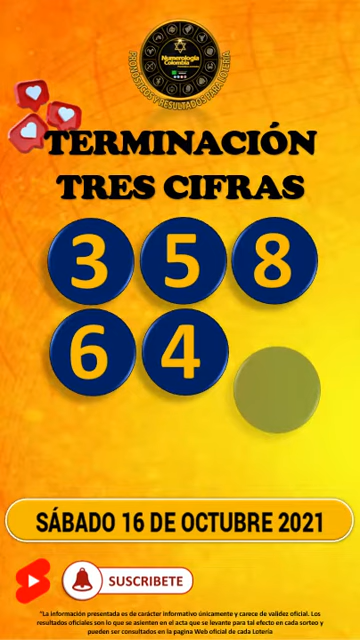 Numerología
Colombia
PRONÓSTICOS Y RESULTADOS PARA LOTERÍA
TERMINACIÓN
TRES CIFRAS
3 5 8
6 4
SÁBADO 16 DE OCTUBRE 2021
SUSCRIBETE
"La información presentada es de carácter informativo únicamente y carece de validez oficial. Los
resultados oficiales son lo que se asienten en el acta que se levante para tal efecto en cada sorteo y
pueden ser consultados en la pagina Web oficial de cada Lotería